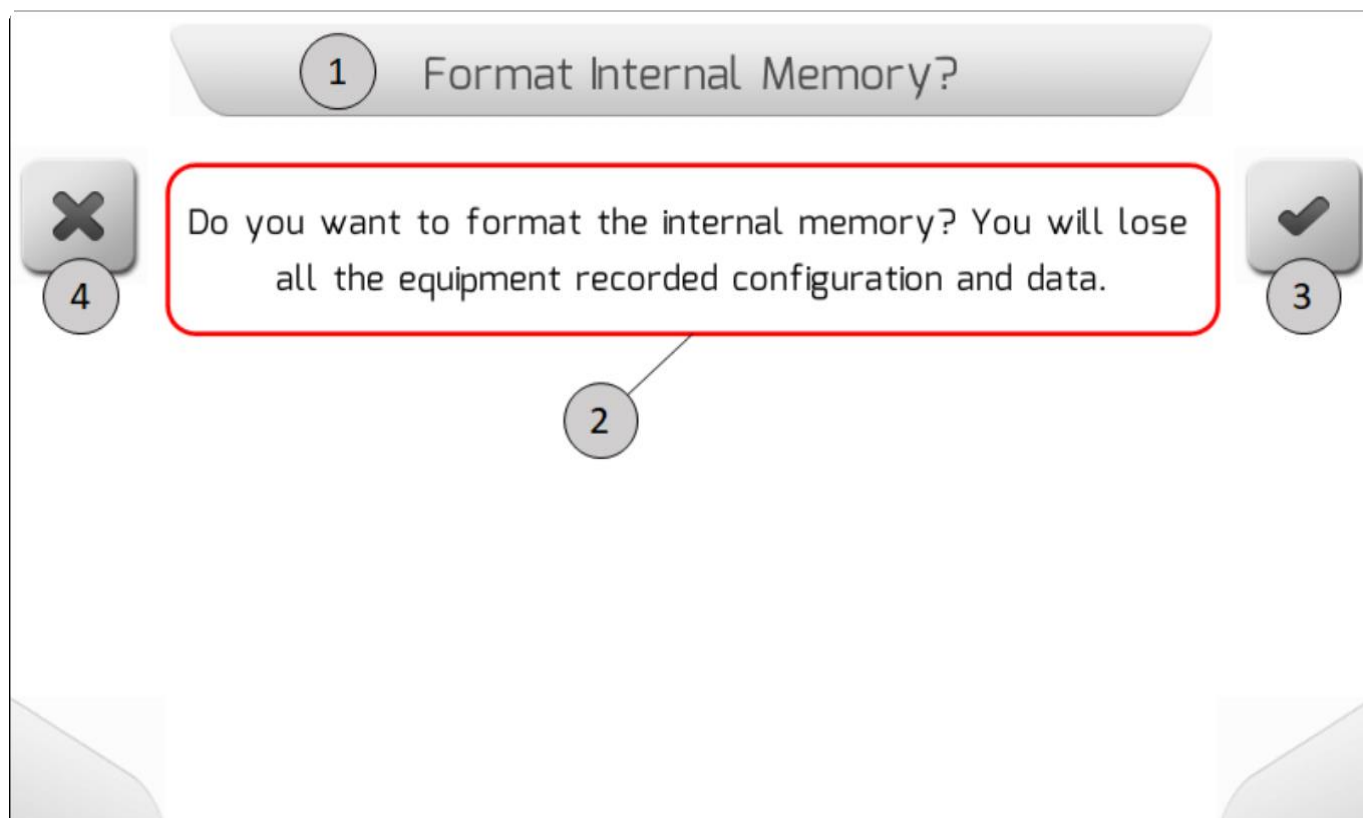 1 Format Internal Memory?
Do you want to format the internal memory? You will lose
all the equipment recorded configuration and data.
4
3
2